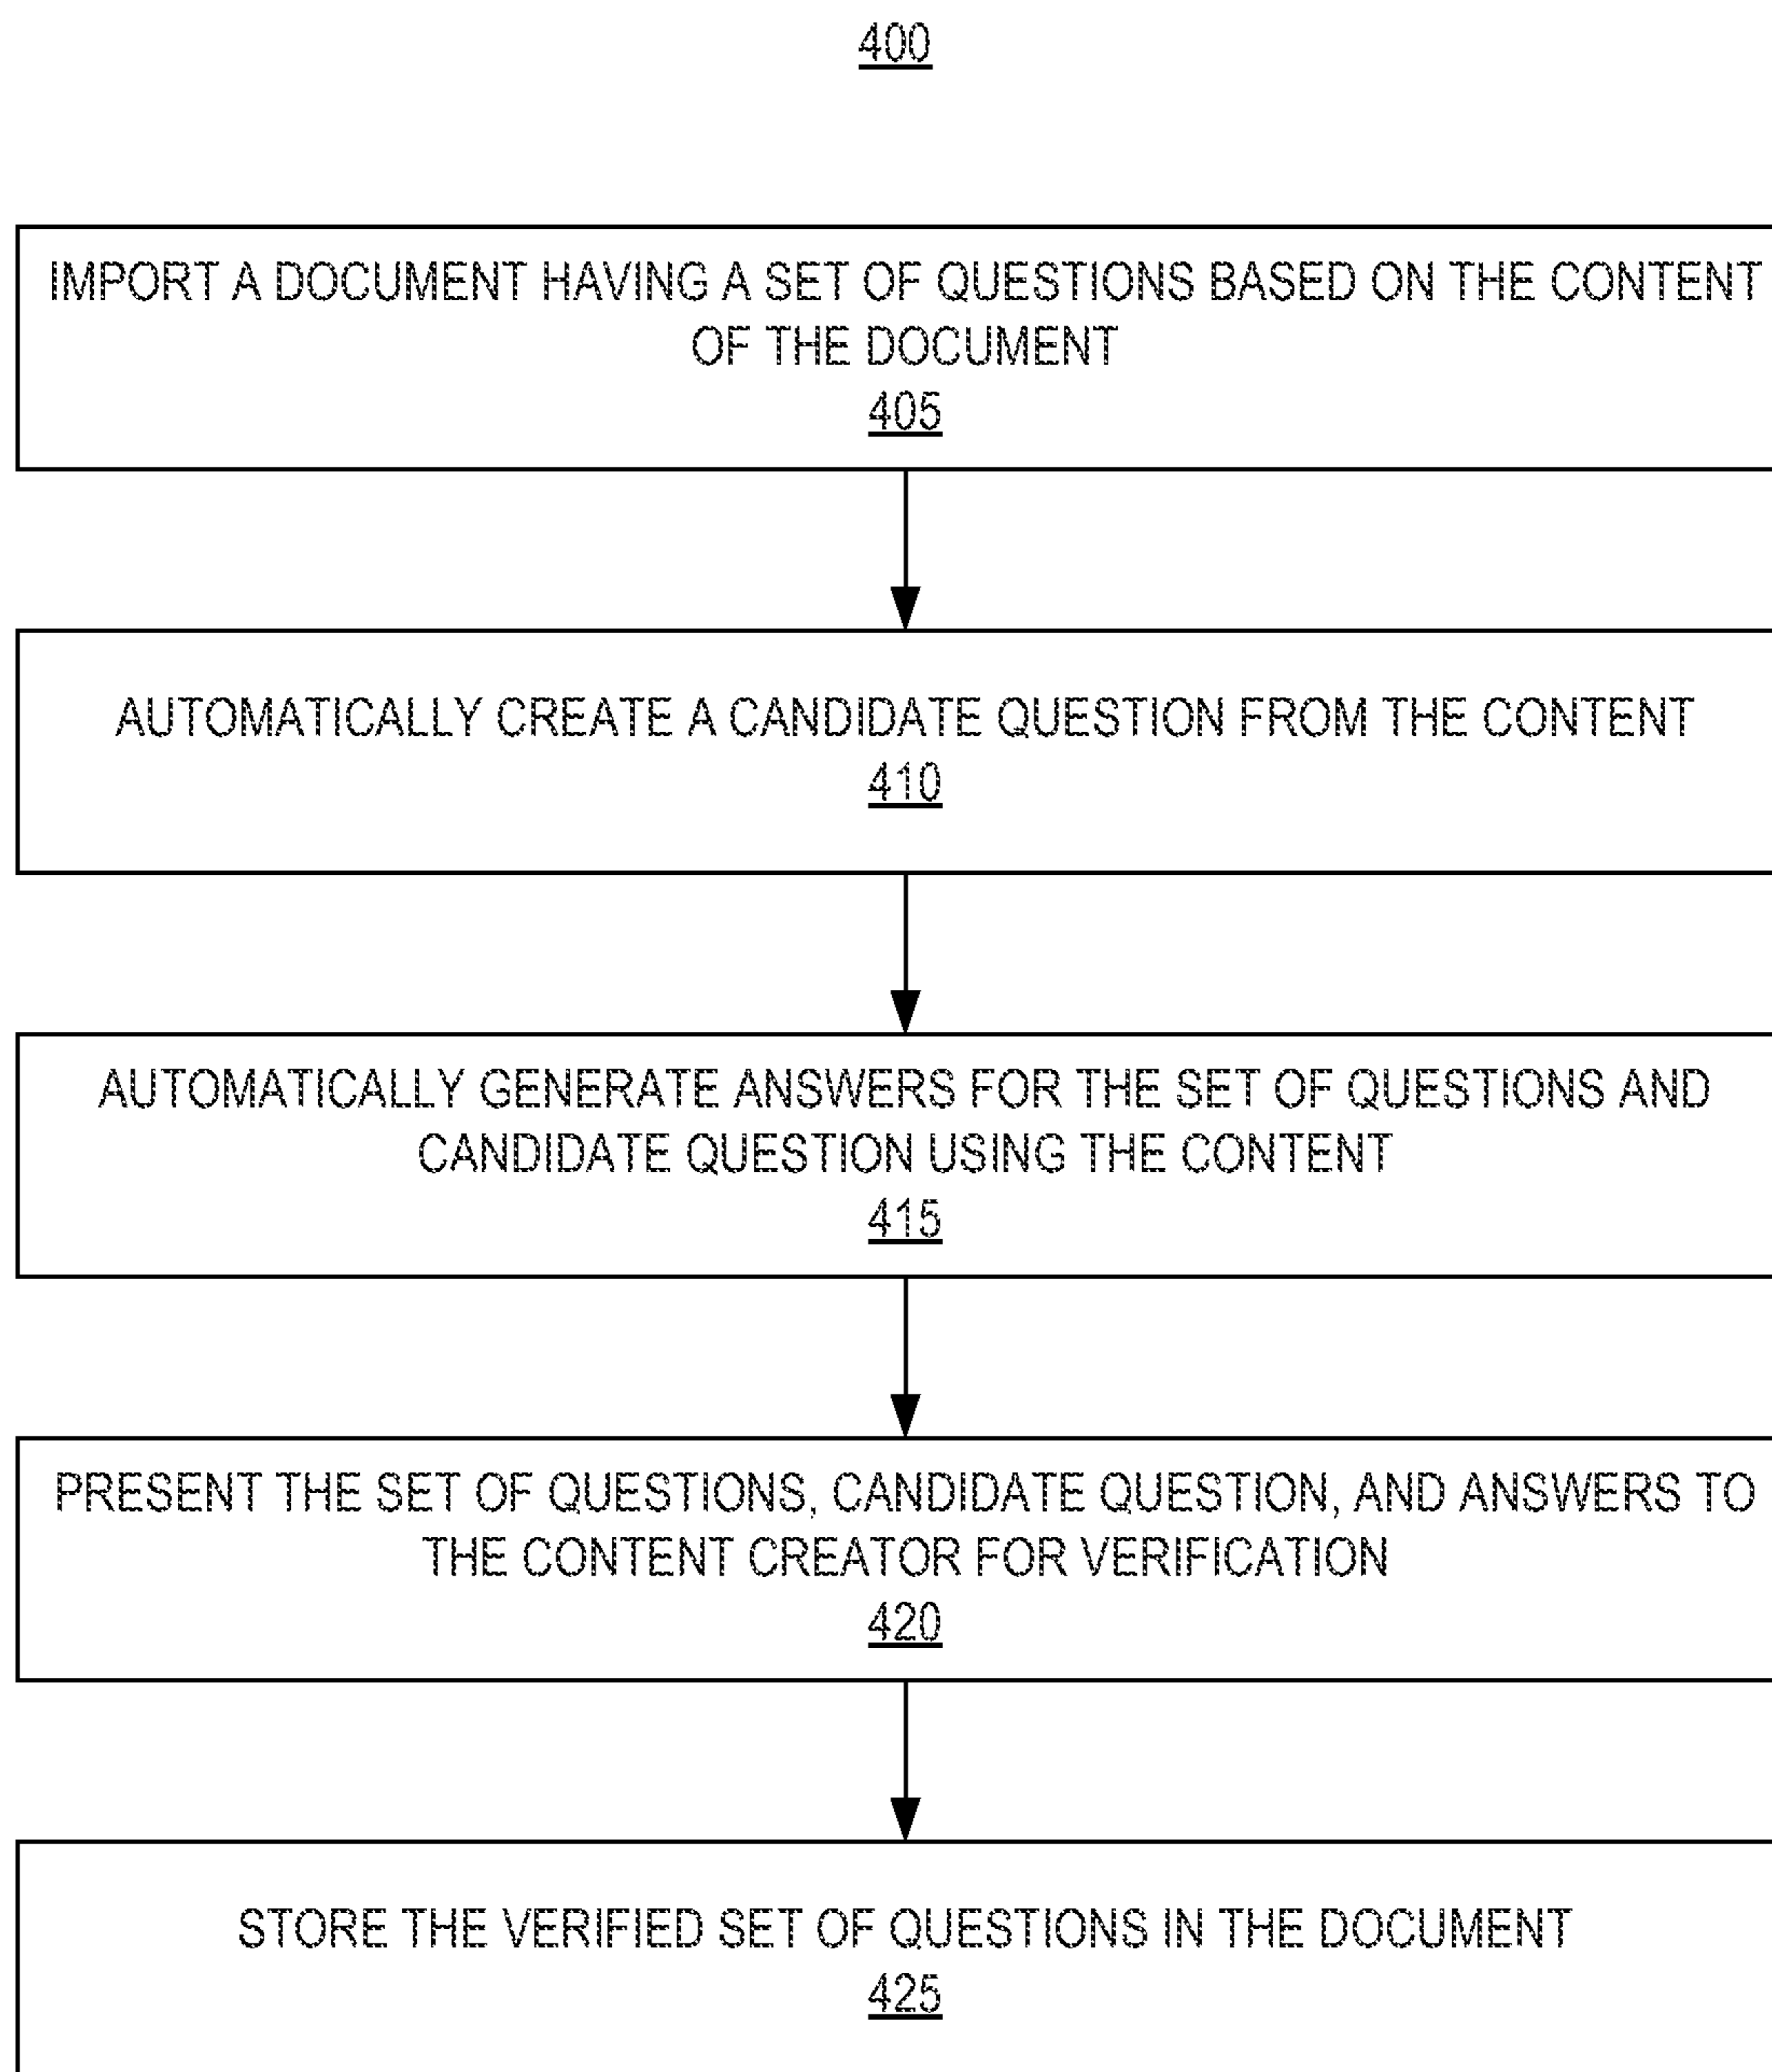 400
IMPORT A DOCUMENT HAVING A SET OF QUESTIONS BASED ON THE CONTENT
OF THE DOCUMENT
405
AUTOMATICALLY CREATE A CANDIDATE QUESTION FROM THE CONTENT
410
AUTOMATICALLY GENERATE ANSWERS FOR THE SET OF QUESTIONS AND
CANDIDATE QUESTION USING THE CONTENT
415
PRESENT THE SET OF QUESTIONS, CANDIDATE QUESTION, AND ANSWERS TO
THE CONTENT CREATOR FOR VERIFICATION
420
STORE THE VERIFIED SET OF QUESTIONS IN THE DOCUMENT
425